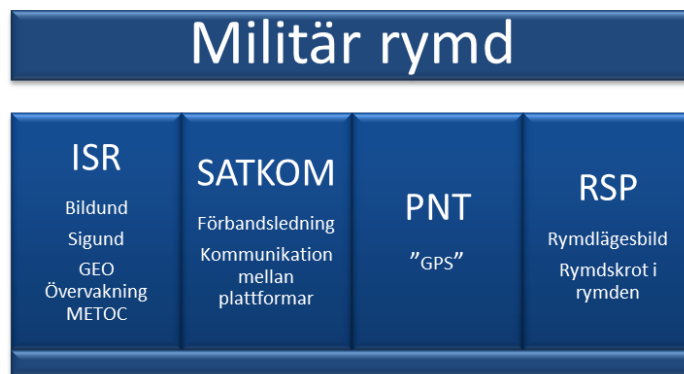 Militär rymd
ISR
Bildund
Sigund
GEO
Övervakning
METOC
SATKOM
Förbandsledning
Kommunikation
mellan
plattformar
PNT
”GPS”
RSP
Rymdlägesbild
Rymdskrot i
rymden